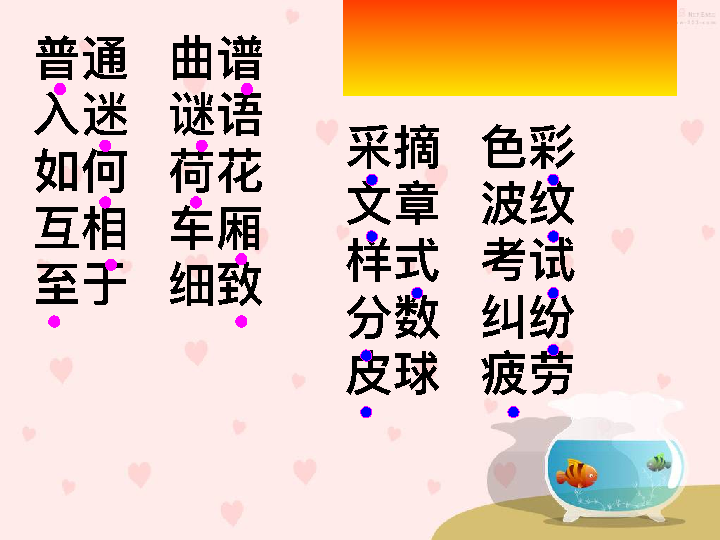 普通 曲谱
入迷 谜语
如何 荷花
互相 车厢
至于 细致
采摘 色彩
文章 波纹
样式 考试
分数 纠纷
皮球 疲劳